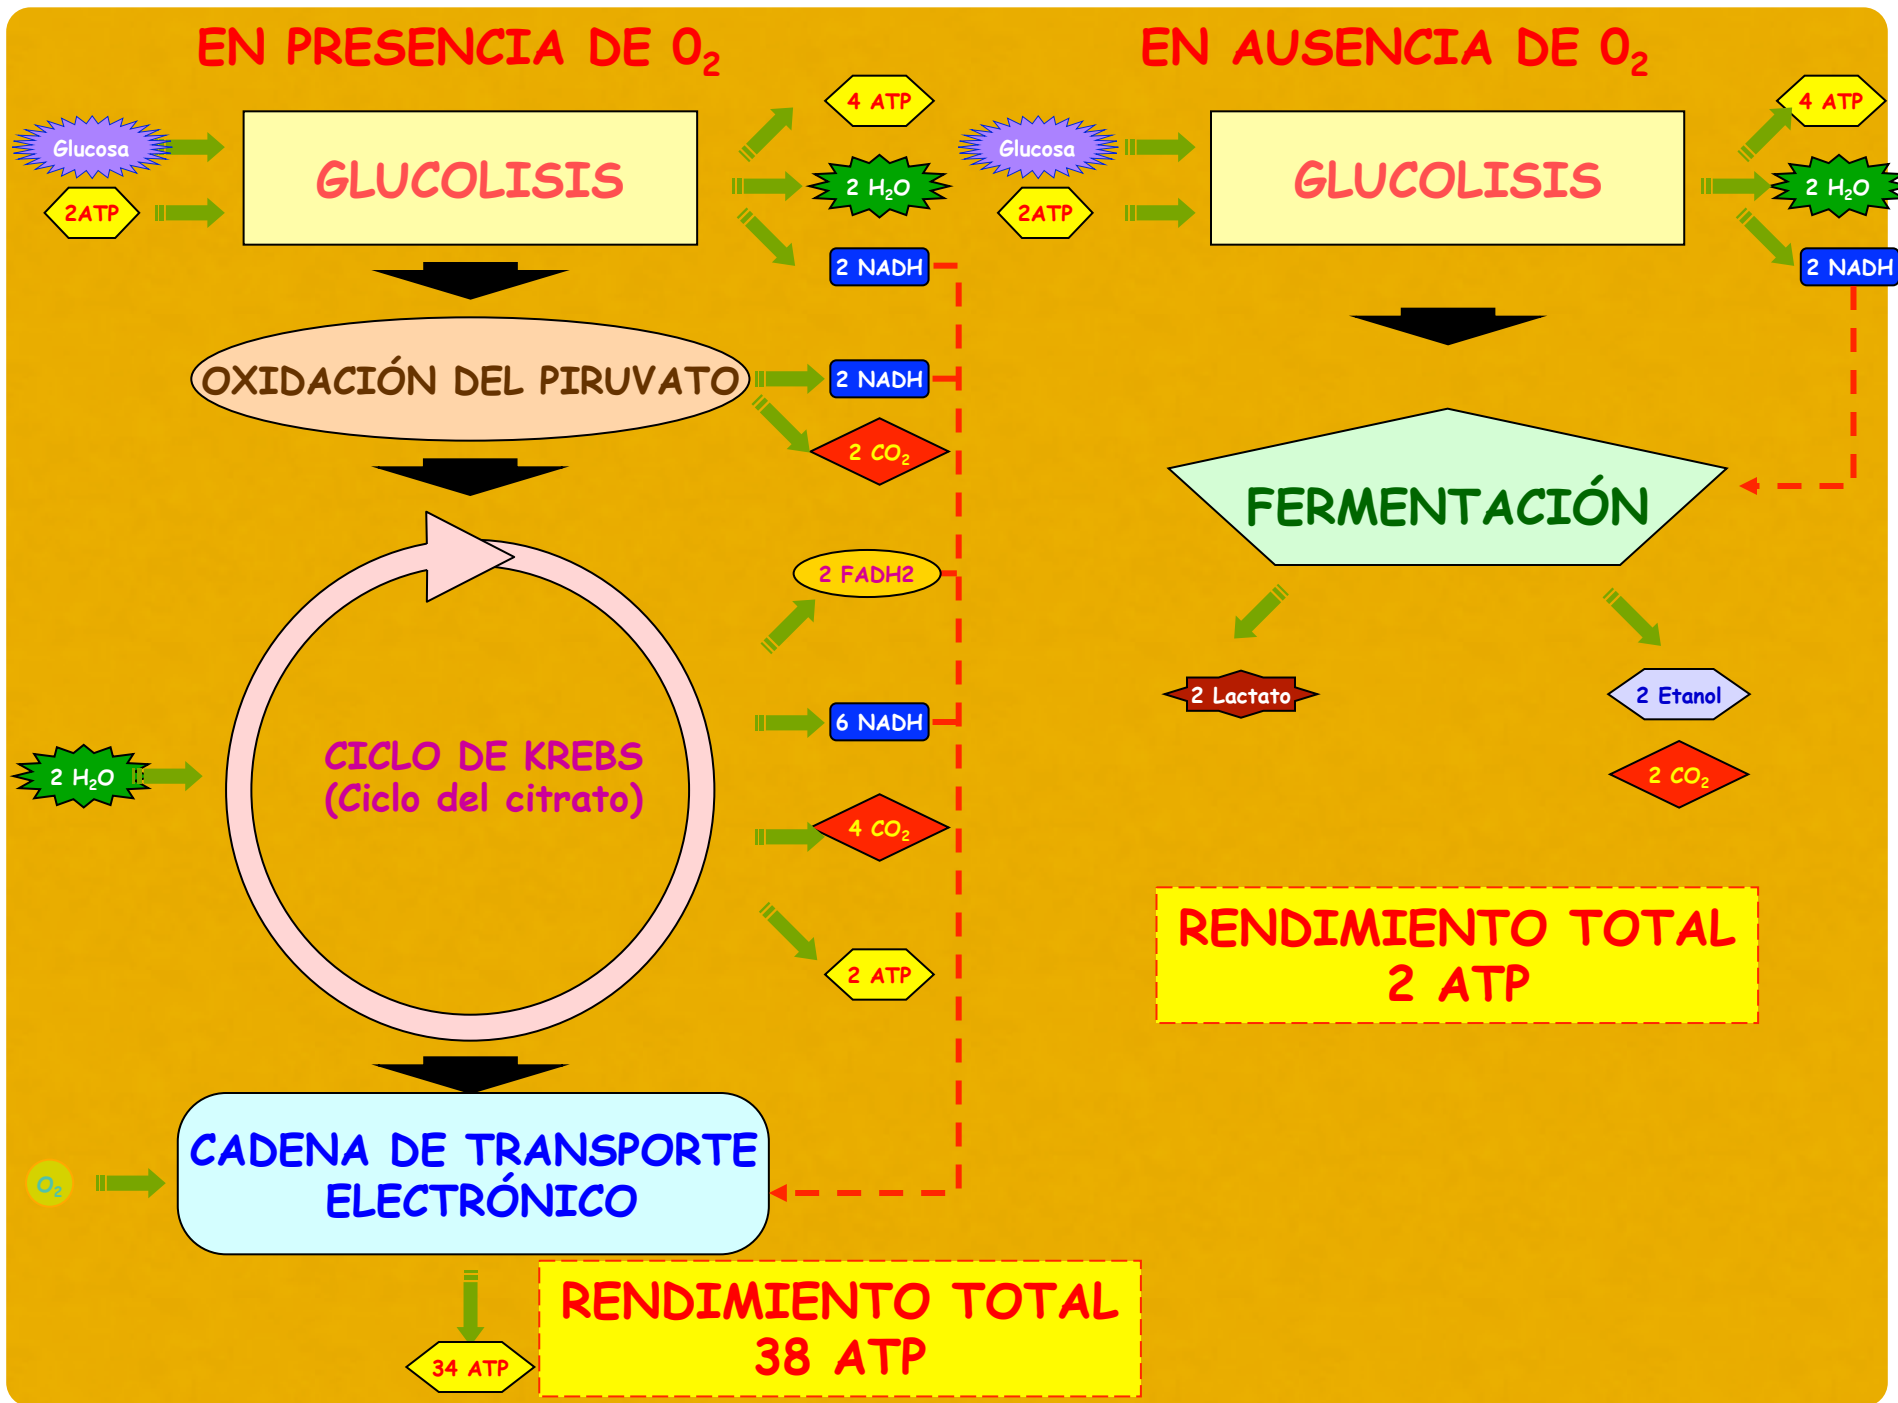 EN PRESENCIA DE 0₂
Glucosa
2ATP
GLUCOLISIS
4 ATP
2 H₂O
2 NADH
OXIDACIÓN DEL PIRUVATO
2 NADH
2 CO₂
2 FADH2
6 NADH
2 H₂O
CICLO DE KREBS
(Ciclo del citrato)
4 CO₂
2 ATP
O₂
CADENA DE TRANSPORTE
ELECTRÓNICO
34 ATP
RENDIMIENTO TOTAL
38 ATP
EN AUSENCIA DE 0₂
Glucosa
2ATP
GLUCOLISIS
4 ATP
2 H₂O
2 NADH
FERMENTACIÓN
2 Lactato
2 Etanol
2 CO₂
RENDIMIENTO TOTAL
2 ATP